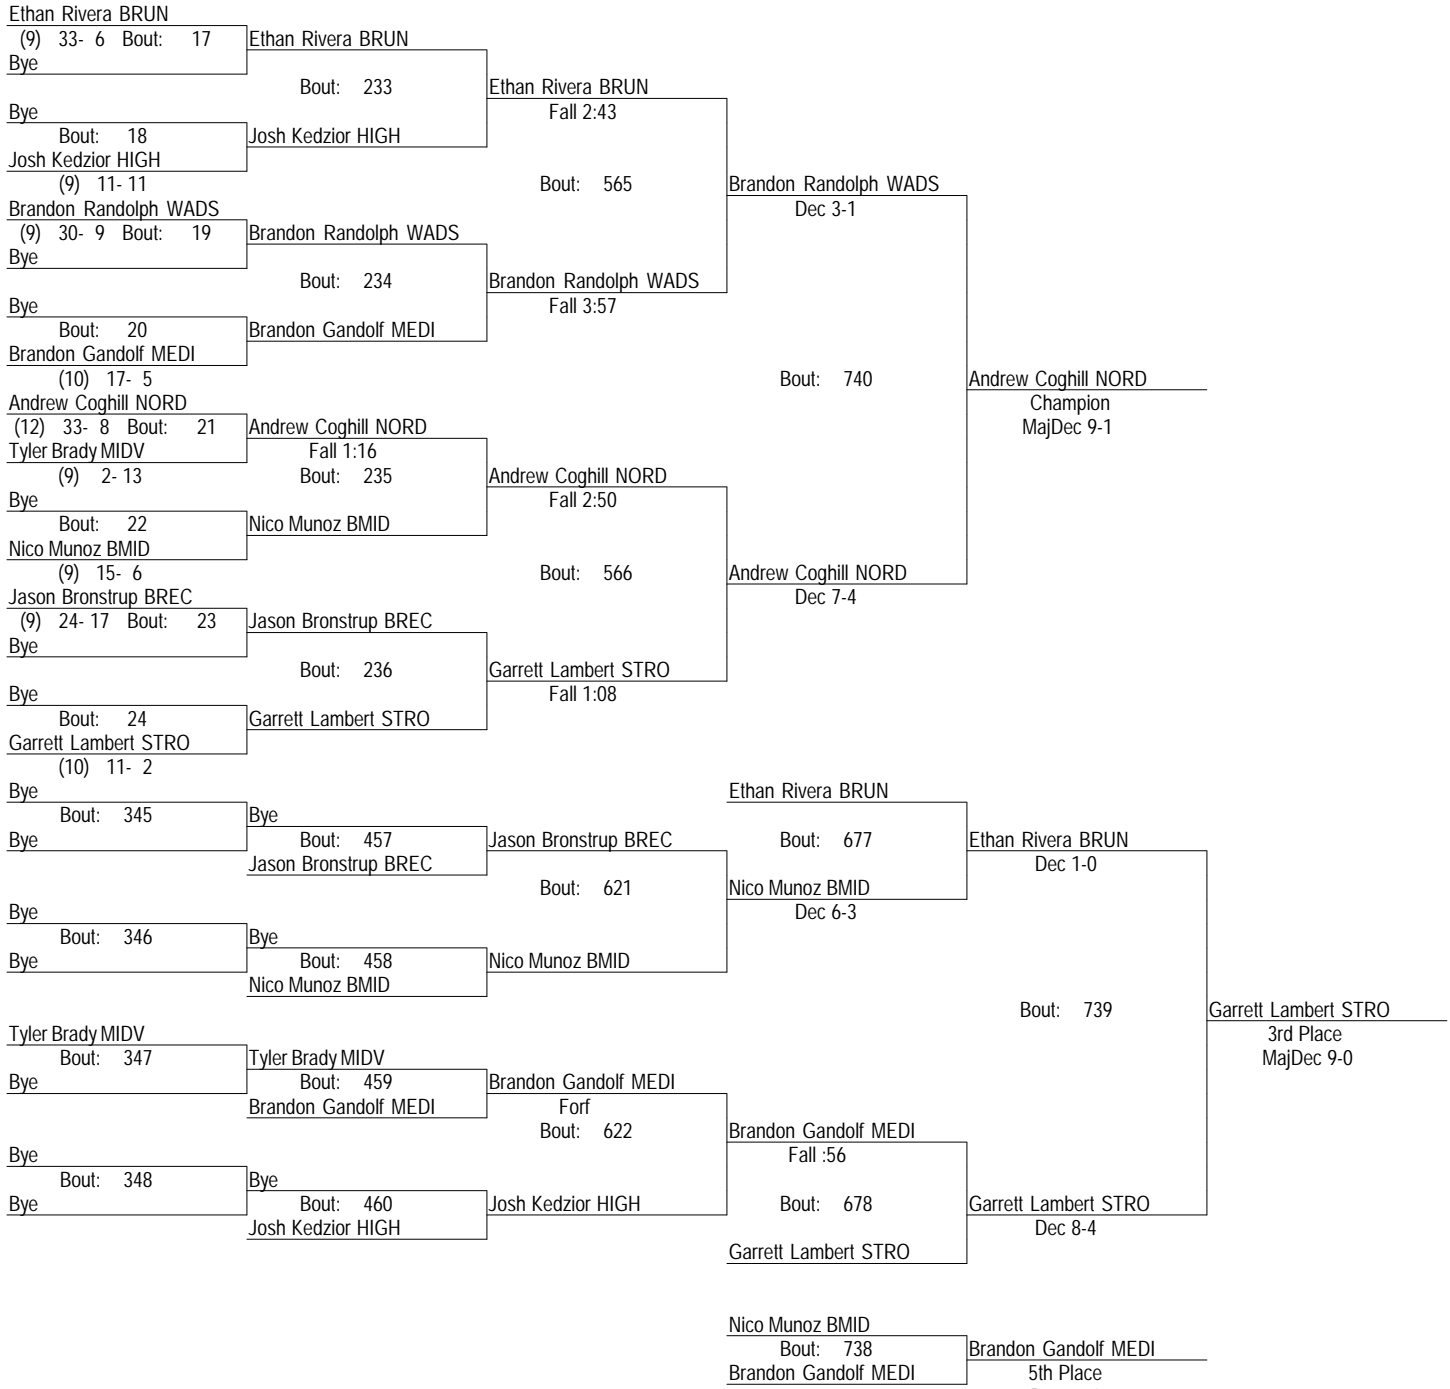 Ethan Rivera BRUN
(9) 33- 6 Bout: 17
Bye
Bye
Bout: 18
Josh Kedzior HIGH
(9) 11- 11
Brandon Randolph WADS
(9) 30- 9 Bout: 19
Bye
Bye
Bout: 20
Brandon Gandolf MEDI
(10) 17- 5
Andrew Coghill NORD
(12) 33- 8 Bout: 21
Tyler Brady MIDV
(9) 2- 13
Bye
Bout: 22
Nico Munoz BMID
(9) 15- 6
Jason Bronstrup BREC
(9) 24- 17 Bout: 23
Bye
Bye
Bout: 24
Garrett Lambert STRO
(10) 11- 2
Ethan Rivera BRUN
Bout: 233
Josh Kedzior HIGH
Brandon Randolph WADS
Bout: 234
Brandon Gandolf MEDI
Andrew Coghill NORD
Fall 1:16
Bout: 235
Nico Munoz BMID
Jason Bronstrup BREC
Bout: 236
Garrett Lambert STRO
Ethan Rivera BRUN
Fall 2:43
Bout: 565
Brandon Randolph WADS
Fall 3:57
Andrew Coghill NORD
Fall 2:50
Bout: 566
Garrett Lambert STRO
Fall 1:08
Brandon Randolph WADS
Dec 3-1
Bout: 740
Andrew Coghill NORD
Dec 7-4
Andrew Coghill NORD
Champion
MajDec 9-1
Bye
Bout: 345
Bye
Bye
Bout: 346
Bye
Tyler Brady MIDV
Bout: 347
Bye
Bye
Bout: 348
Bye
Bye
Bout: 457
Jason Bronstrup BREC
Bye
Bout: 458
Nico Munoz BMID
Tyler Brady MIDV
Bout: 459
Brandon Gandolf MEDI
Bye
Bout: 460
Josh Kedzior HIGH
Jason Bronstrup BREC
Bout: 621
Nico Munoz BMID
Brandon Gandolf MEDI
Forf
Bout: 622
Josh Kedzior HIGH
Ethan Rivera BRUN
Bout: 677
Nico Munoz BMID
Dec 6-3
Brandon Gandolf MEDI
Fall :56
Bout: 678
Garrett Lambert STRO
Ethan Rivera BRUN
Dec 1-0
Bout: 739
Garrett Lambert STRO
Dec 8-4
Garrett Lambert STRO
3rd Place
MajDec 9-0
Nico Munoz BMID
Bout: 738
Brandon Gandolf MEDI
Brandon Gandolf MEDI
5th Place